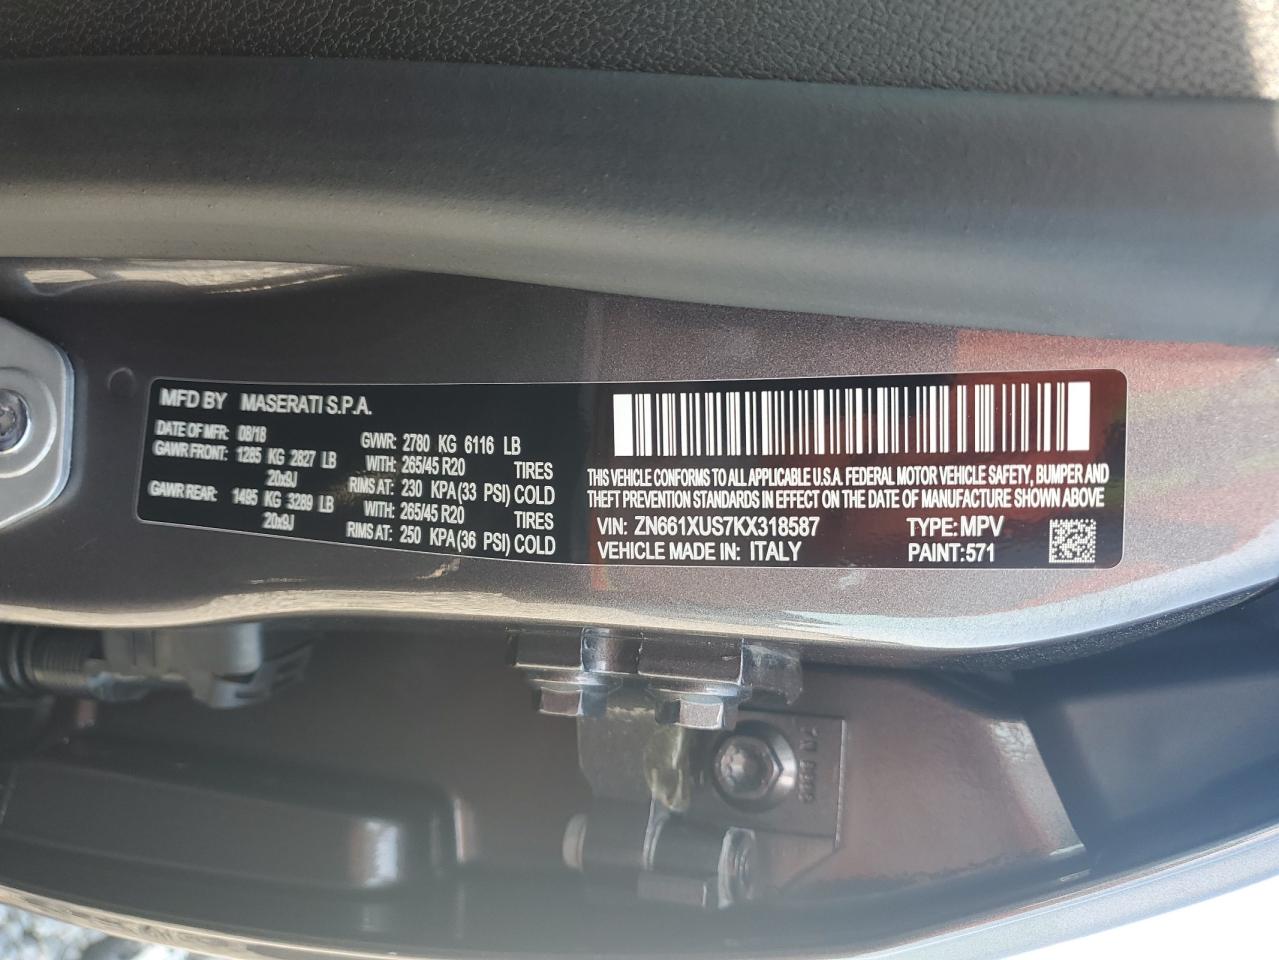 MFD BY MASERATI S.P.A.
DATE OF MFR: 08/18 GVWR: 2780 KG 6116 LB
GAWR FRONT: 1285 KG 2827 LB WITH: 265/45 R20 TIRES
20x9J RIMS AT: 230 KPA (33 PSI) COLD
GAWR REAR: 1495 KG 3289 LB WITH: 265/45 R20 TIRES
20x9J RIMS AT: 250 KPA (36 PSI) COLD
THIS VEHICLE CONFORMS TO ALL APPLICABLE U.S.A. FEDERAL MOTOR VEHICLE SAFETY, BUMPER AND
THEFT PREVENTION STANDARDS IN EFFECT ON THE DATE OF MANUFACTURE SHOWN ABOVE
VIN: ZN661XUS7KX318587 TYPE: MPV
VEHICLE MADE IN: ITALY PAINT:571